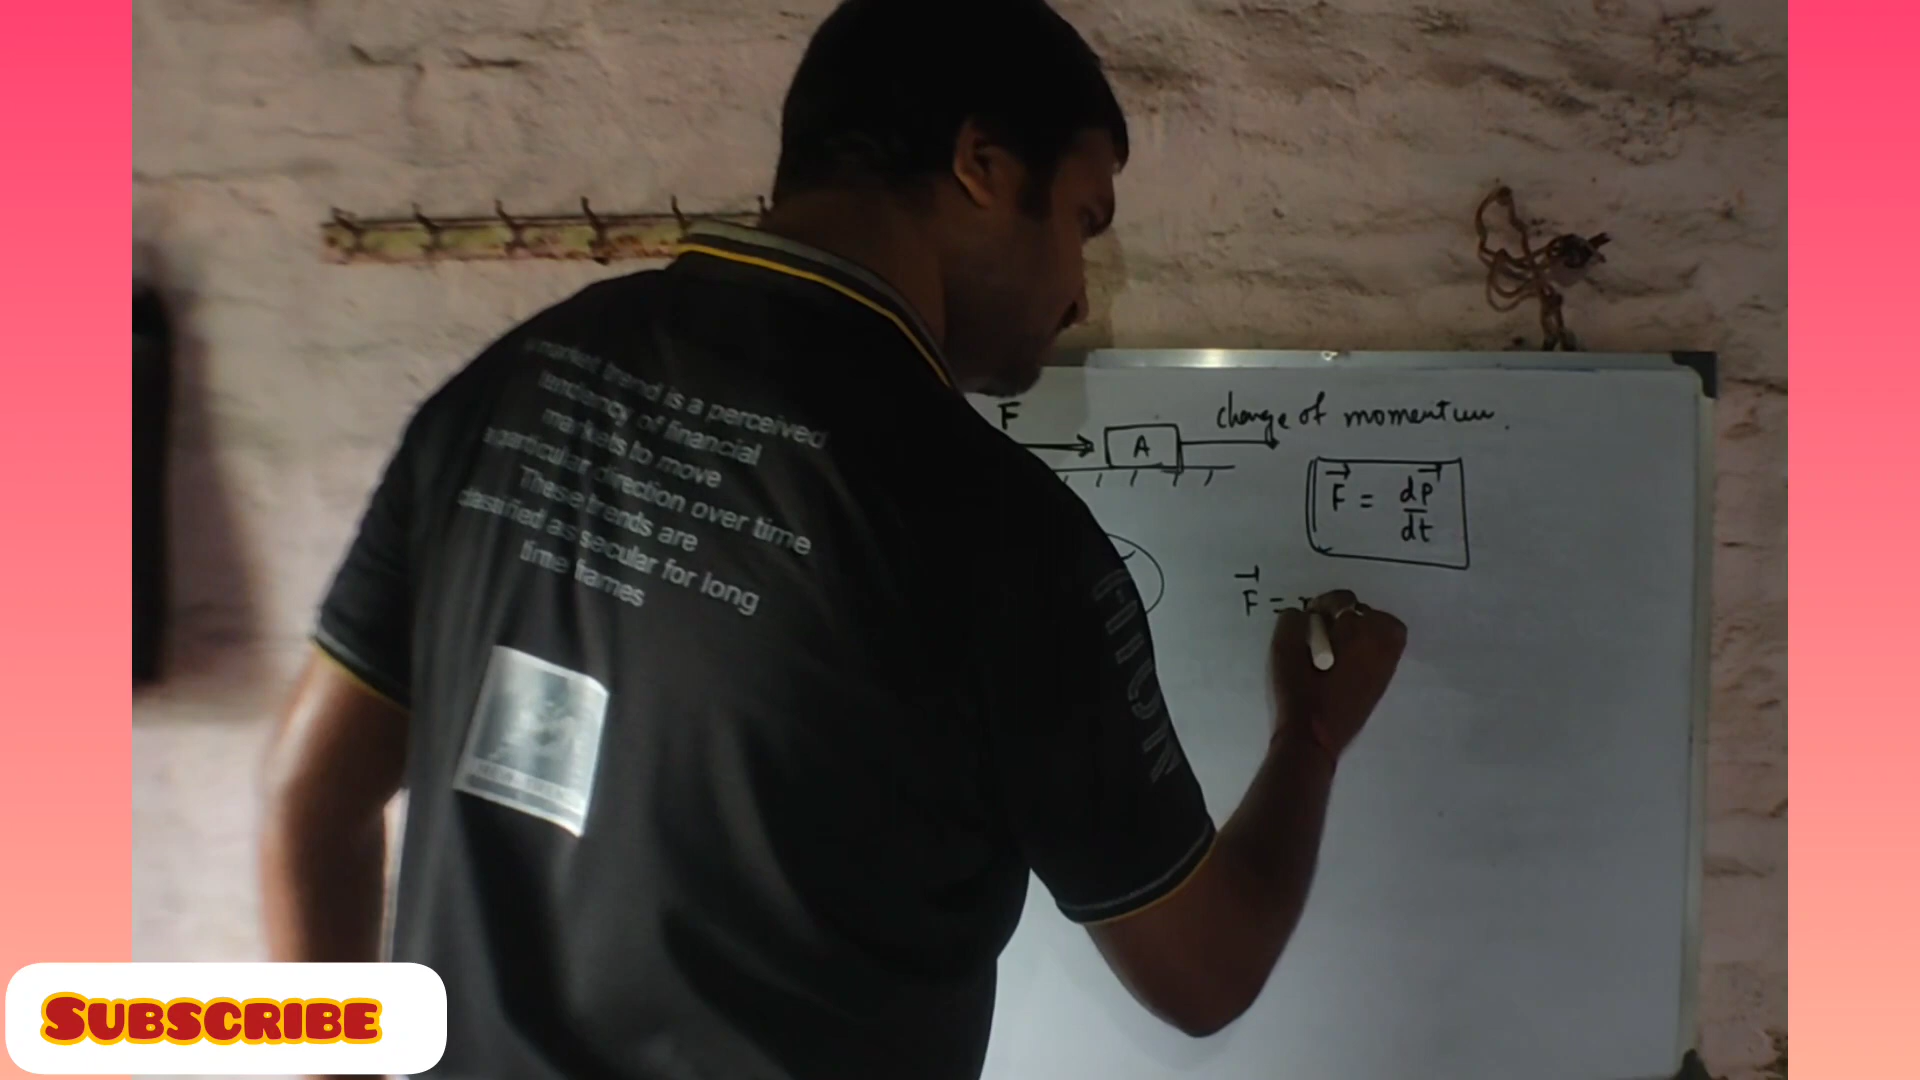 F
A
change of momentum.
F = dp
dt
F =
market trend is a perceived
tendency of financial
markets to move
a particular direction over time
These trends are
classified as secular for long
time frames
SUBSCRIBE